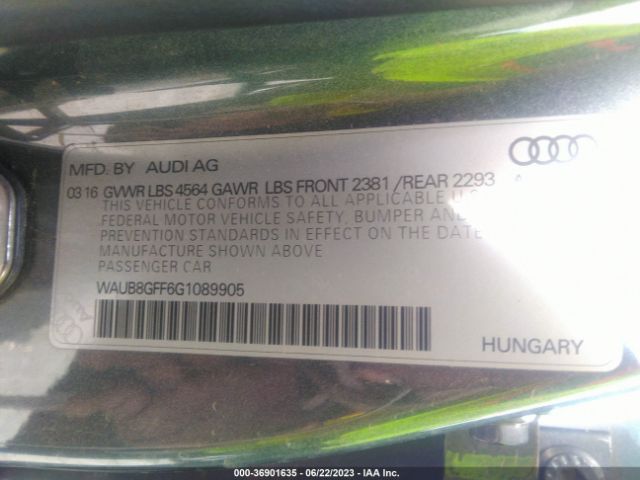 MFD. BY AUDI AG
03 16 GVWR LBS 4564 GAWR LBS FRONT 2381 /REAR 2293
THIS VEHICLE CONFORMS TO ALL APPLICABLE U.S.
FEDERAL MOTOR VEHICLE SAFETY, BUMPER AND
PREVENTION STANDARDS IN EFFECT ON THE DATE
MANUFACTURE SHOWN ABOVE
PASSENGER CAR
WAUB8GFF6G1089905
HUNGARY
000-36901635 - 06/22/2023 - IAA Inc.